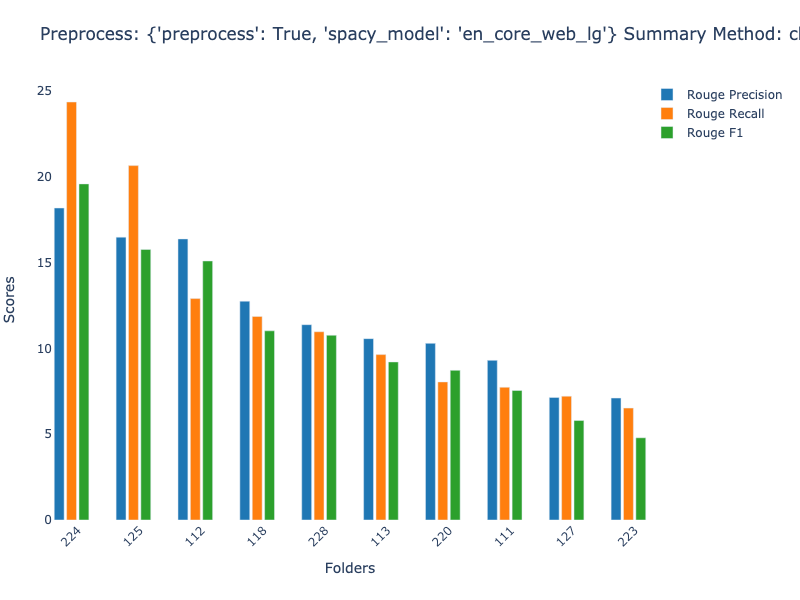 Preprocess: {'preprocess': True, 'spacy_model': 'en_core_web_lg'} Summary Method:
Rouge Precision
Rouge Recall
Rouge F1
25
20
15
10
5
0
Scores
224 125 112 118 228 113 220 111 127 223
Folders